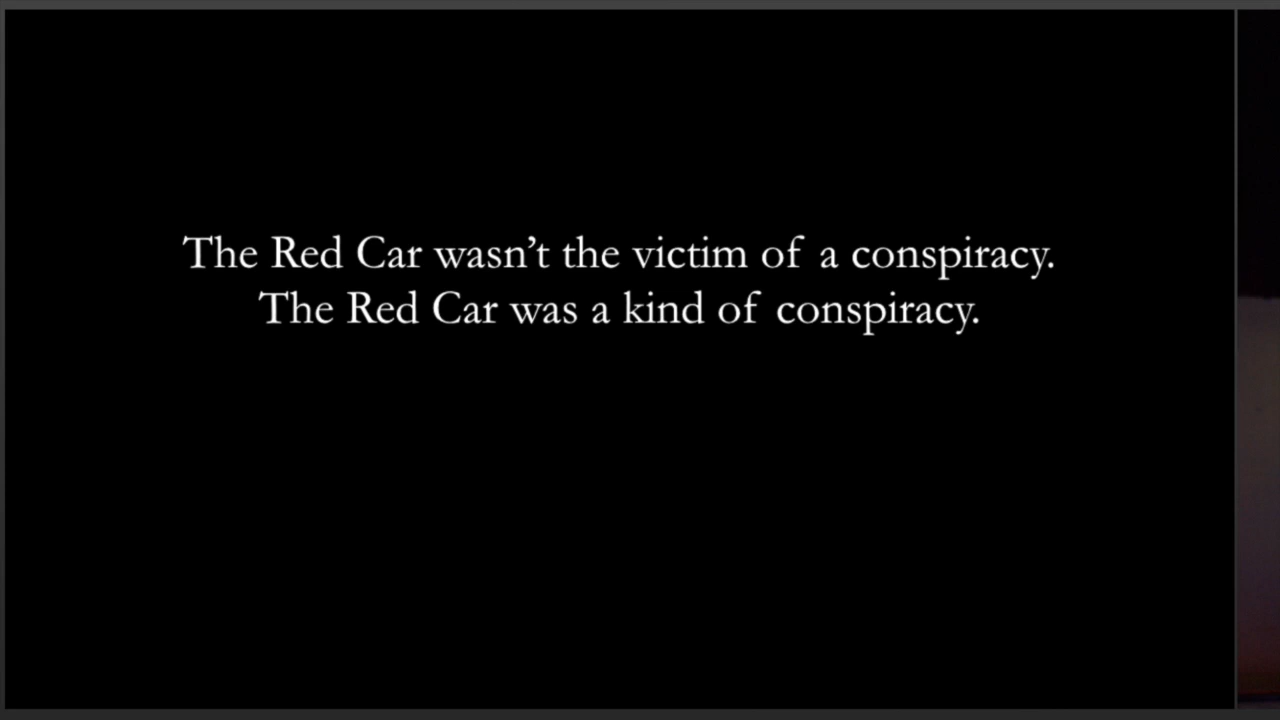 The Red Car wasn’t the victim of a conspiracy.
The Red Car was a kind of conspiracy.